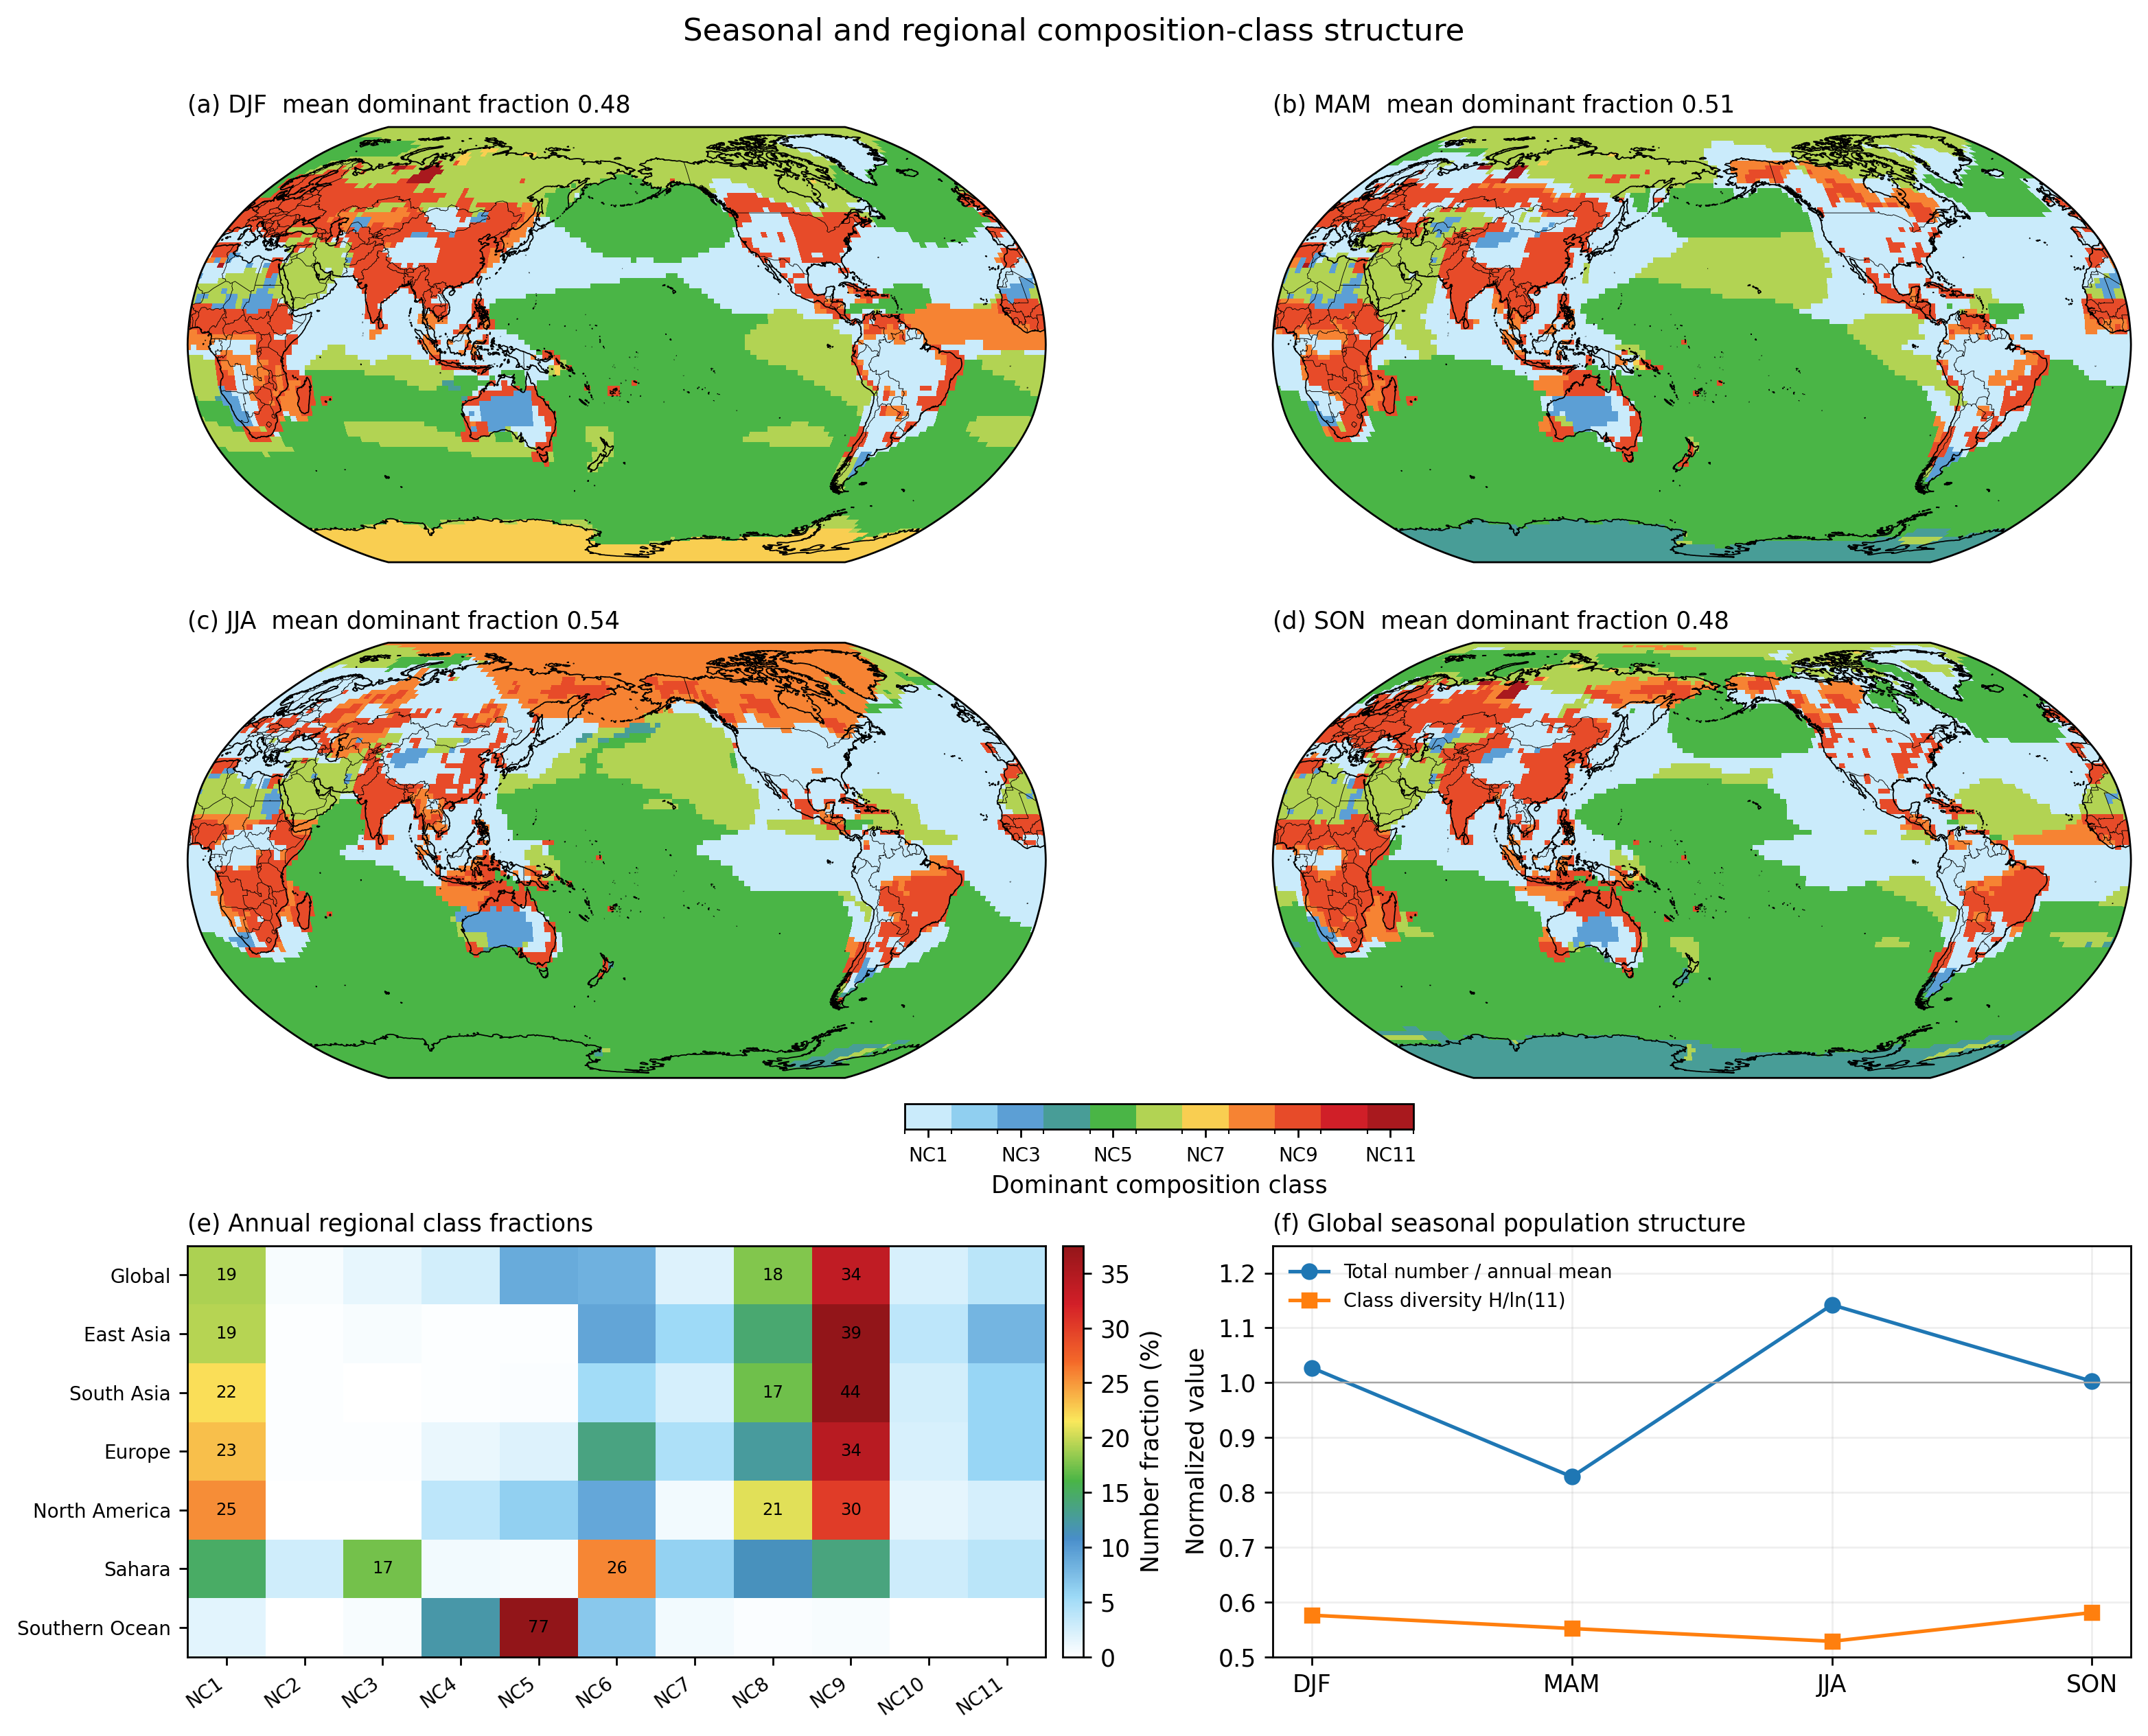 Seasonal and regional composition-class structure
(a) DJF  mean dominant fraction 0.48
(b) MAM  mean dominant fraction 0.51
(c) JJA  mean dominant fraction 0.54
(d) SON  mean dominant fraction 0.48
NC1 NC3 NC5 NC7 NC9 NC11
Dominant composition class
(e) Annual regional class fractions
Global 19 18 34
East Asia 19 39
South Asia 22 17 44
Europe 23 34
North America 25 21 30
Sahara 17 26
Southern Ocean 77
NC1 NC2 NC3 NC4 NC5 NC6 NC7 NC8 NC9 NC10 NC11
35
30
25
20
15
10
5
0
Number fraction (%)
(f) Global seasonal population structure
Total number / annual mean
Class diversity H/ln(11)
1.2
1.1
1.0
0.9
0.8
0.7
0.6
0.5
Normalized value
DJF MAM JJA SON